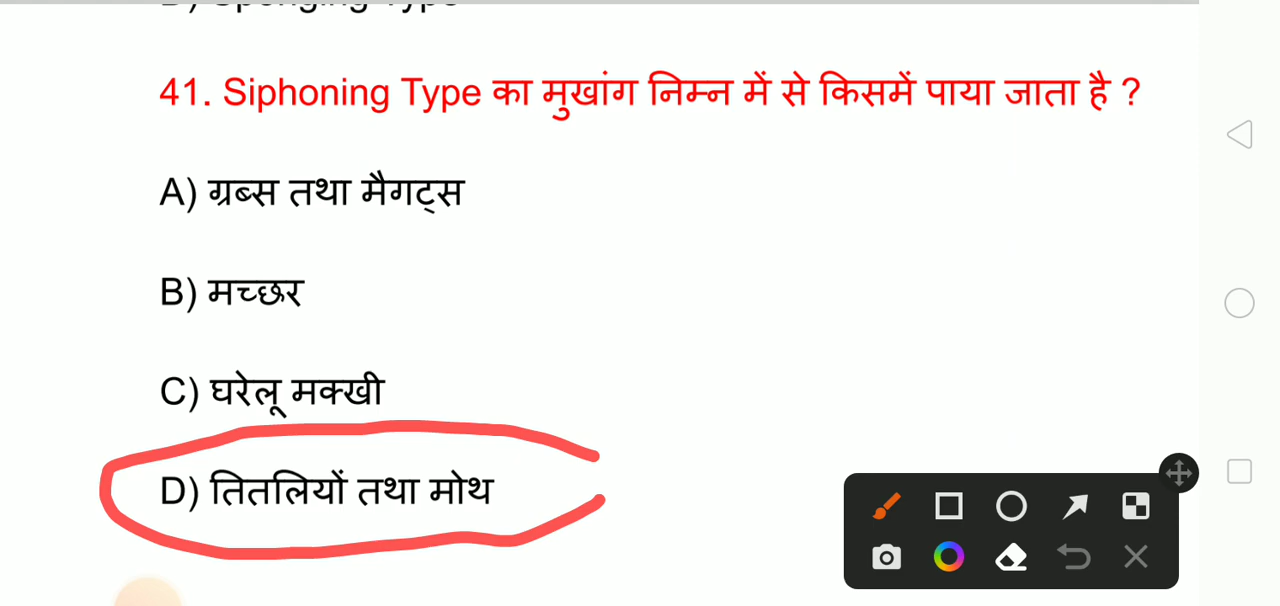 41. Siphoning Type का मुखांग निम्न में से किसमें पाया जाता है ?
A) ग्रब्स तथा मैगट्स
B) मच्छर
C) घरेलू मक्खी
D) तितलियों तथा मोथ